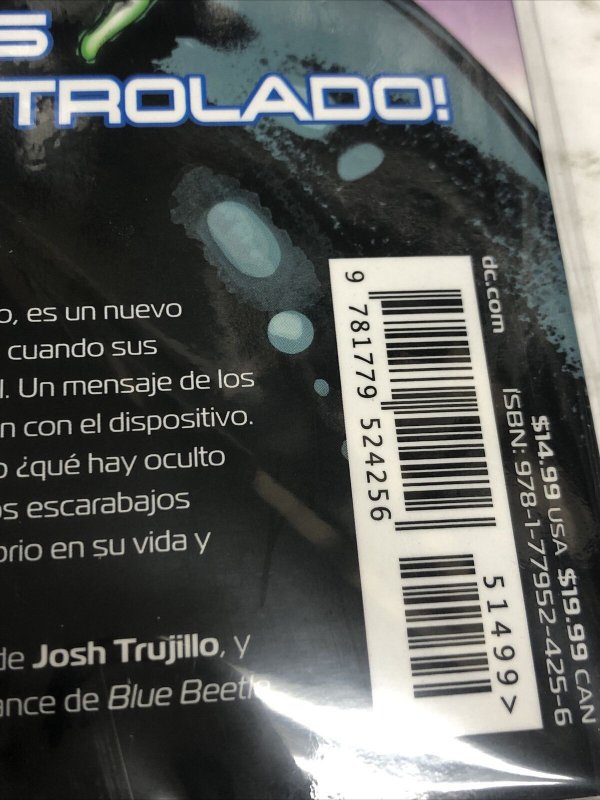 S
TROLADO!
o, es un nuevo
cuando sus
l. Un mensaje de los
n con el dispositivo.
o ¿qué hay oculto
os escarabajos
orio en su vida y
de Josh Trujillo, y
ance de Blue Beetle
dc.com
9 781779 524256
51499>
ISBN: 978-1-77952-425-6
$14.99 USA $19.99 CAN